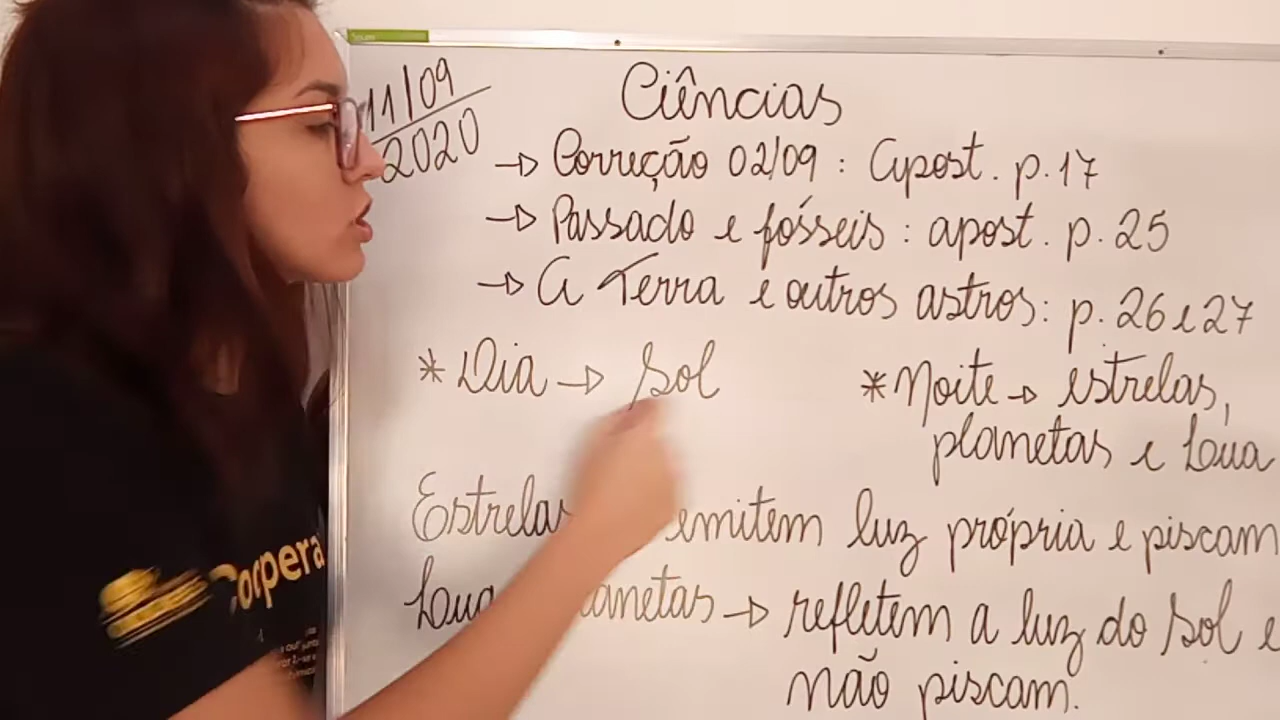 11/09
2020
Ciências
→ Correção 02/09 : Apost. p. 17
→ Passado e fósseis : apost. p. 25
→ A Terra e outros astros: p. 26 e 27
* Dia → Sol
* Noite → estrelas,
planetas e Lua
Estrelas emitem luz própria e piscam
Lua planetas → refletem a luz do Sol e
não piscam.
Coopera